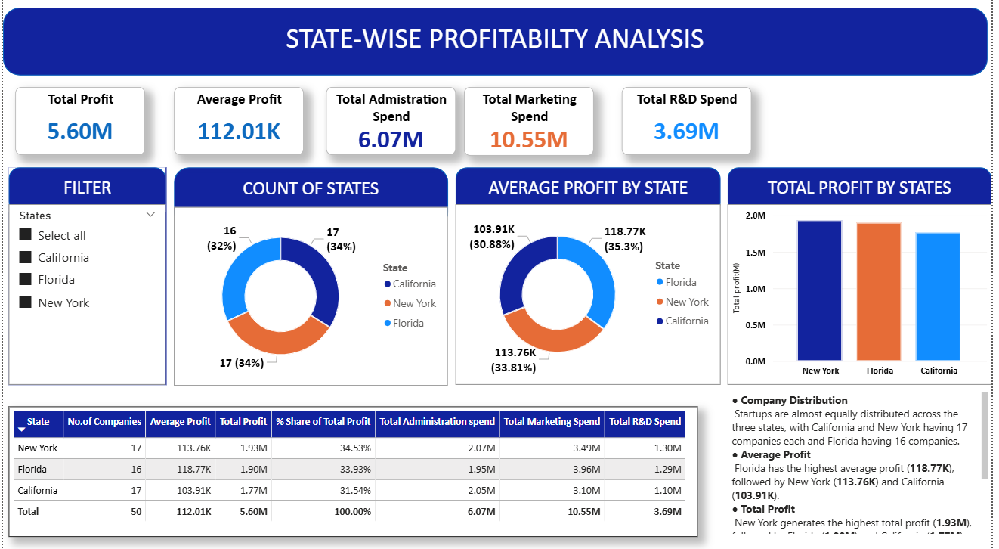 STATE-WISE PROFITABILTY ANALYSIS
Total Profit
5.60M
Average Profit
112.01K
Total Admistration
Spend
6.07M
Total Marketing
Spend
10.55M
Total R&D Spend
3.69M
FILTER
States
Select all
California
Florida
New York
COUNT OF STATES
16
(32%)
17
(34%)
17 (34%)
State
California
New York
Florida
AVERAGE PROFIT BY STATE
103.91K
(30.88%)
118.77K
(35.3%)
113.76K
(33.81%)
State
Florida
New York
California
TOTAL PROFIT BY STATES
Total profit(M)
2.0M
1.5M
1.0M
0.5M
0.0M
New York Florida California
State No.of Companies Average Profit Total Profit % Share of Total Profit Total Administration spend Total Marketing Spend Total R&D Spend
New York 17 113.76K 1.93M 34.53% 2.07M 3.49M 1.30M
Florida 16 118.77K 1.90M 33.93% 1.95M 3.96M 1.29M
California 17 103.91K 1.77M 31.54% 2.05M 3.10M 1.10M
Total 50 112.01K 5.60M 100.00% 6.07M 10.55M 3.69M
● Company Distribution
Startups are almost equally distributed across the
three states, with California and New York having 17
companies each and Florida having 16 companies.
● Average Profit
Florida has the highest average profit (118.77K),
followed by New York (113.76K) and California
(103.91K).
● Total Profit
New York generates the highest total profit (1.93M),